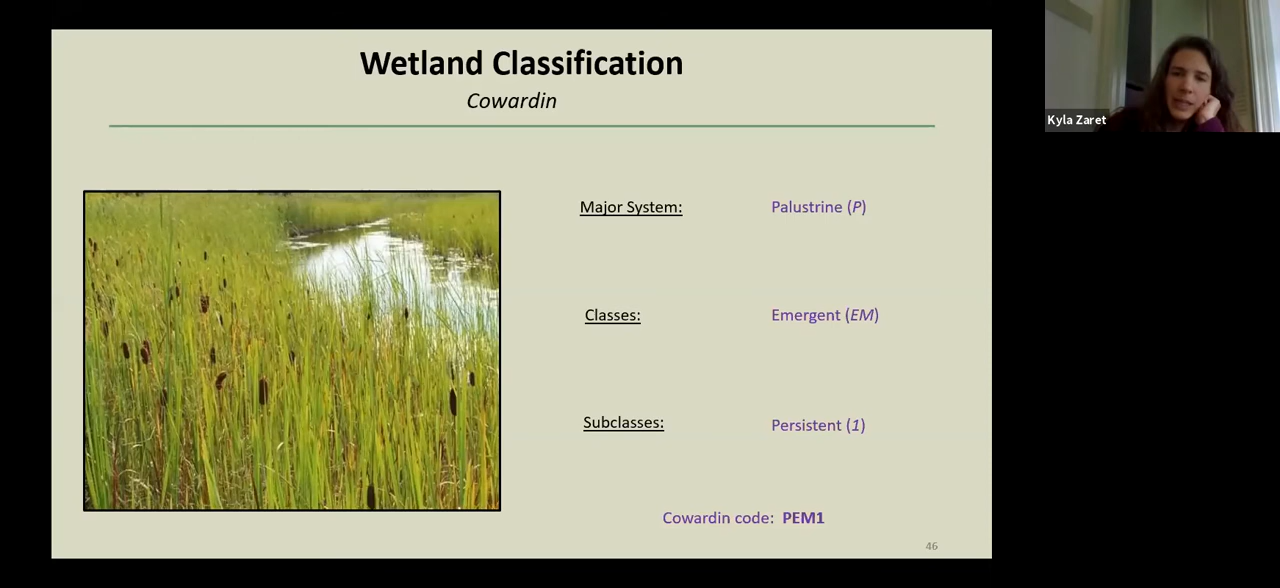 Wetland Classification
Cowardin
Major System: Palustrine (P)
Classes: Emergent (EM)
Subclasses: Persistent (1)
Cowardin code: PEM1
46
Kyla Zaret